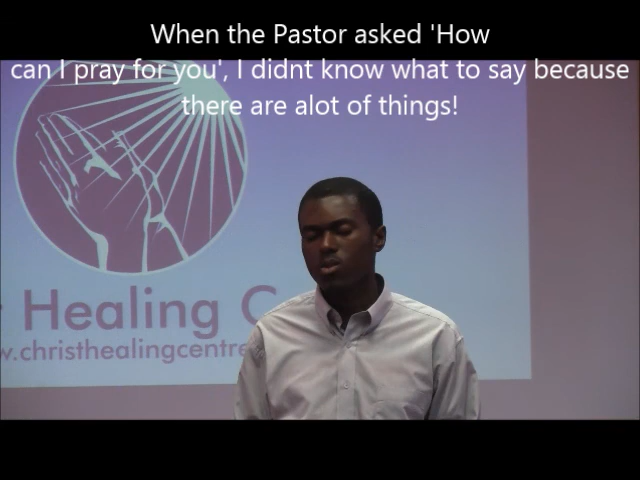 When the Pastor asked 'How
can I pray for you', I didnt know what to say because
there are alot of things!
Healing C
w.christhealingcentre